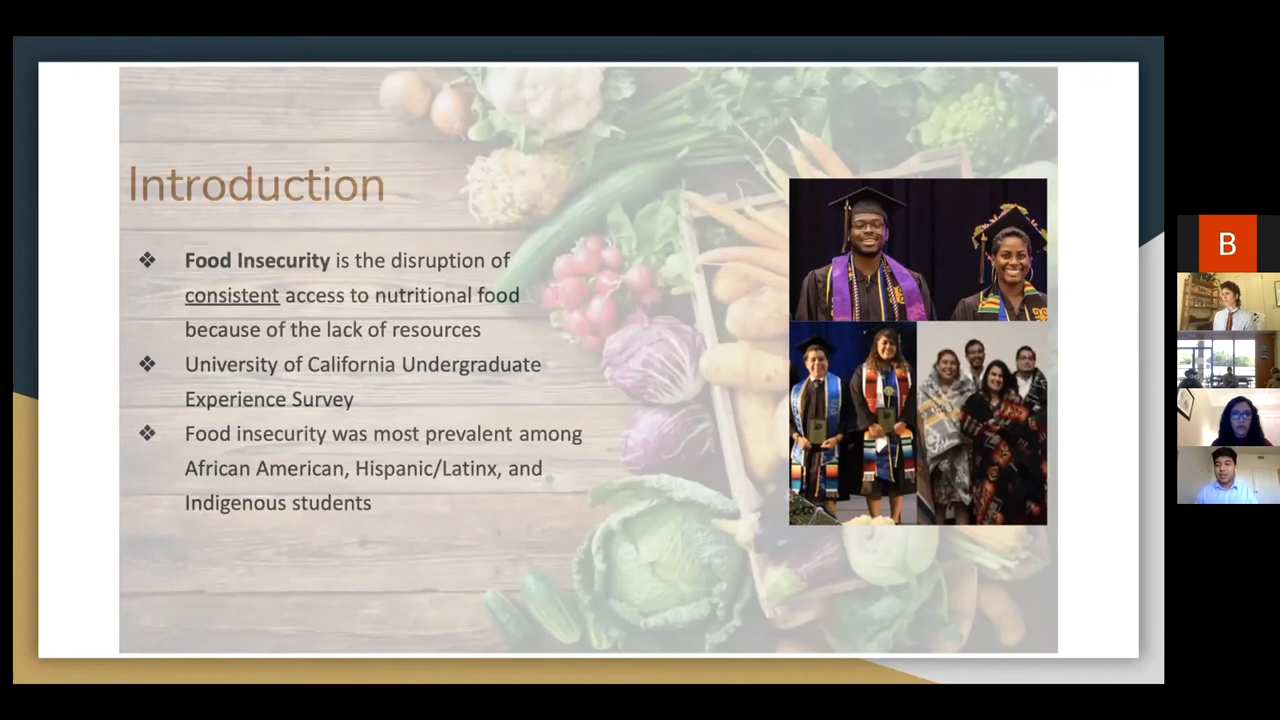 Introduction
❖ Food Insecurity is the disruption of
consistent access to nutritional food
because of the lack of resources
❖ University of California Undergraduate
Experience Survey
❖ Food insecurity was most prevalent among
African American, Hispanic/Latinx, and
Indigenous students
B